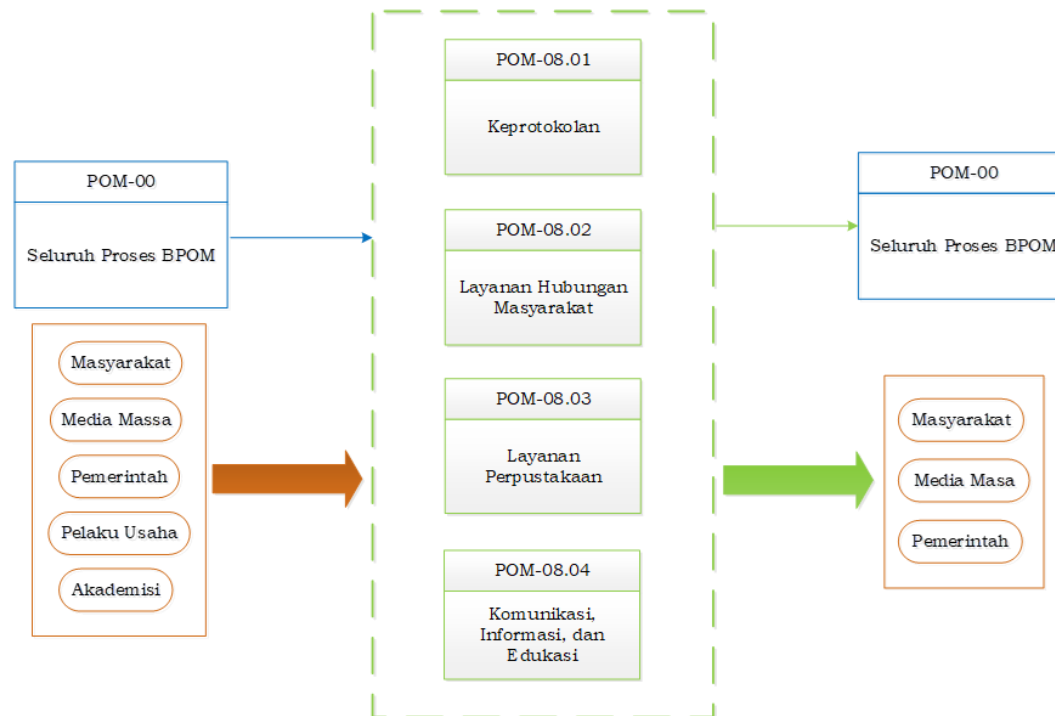 POM-00
Seluruh Proses BPOM
Masyarakat
Media Massa
Pemerintah
Pelaku Usaha
Akademisi
POM-08.01
Keprotokolan
POM-08.02
Layanan Hubungan
Masyarakat
POM-08.03
Layanan
Perpustakaan
POM-08.04
Komunikasi,
Informasi, dan
Edukasi
POM-00
Seluruh Proses BPOM
Masyarakat
Media Masa
Pemerintah